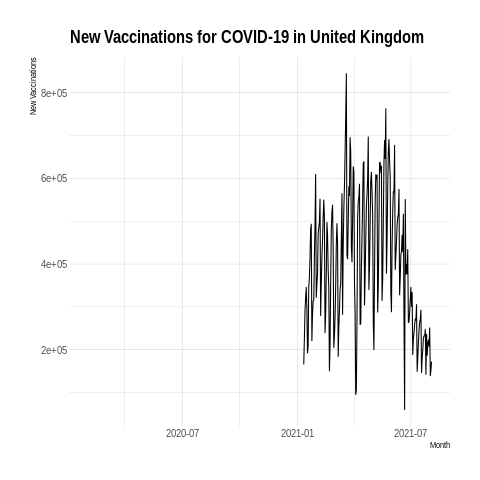 New Vaccinations for COVID-19 in United Kingdom
New Vaccinations
8e+05
6e+05
4e+05
2e+05
2020-07
2021-01
2021-07
Month